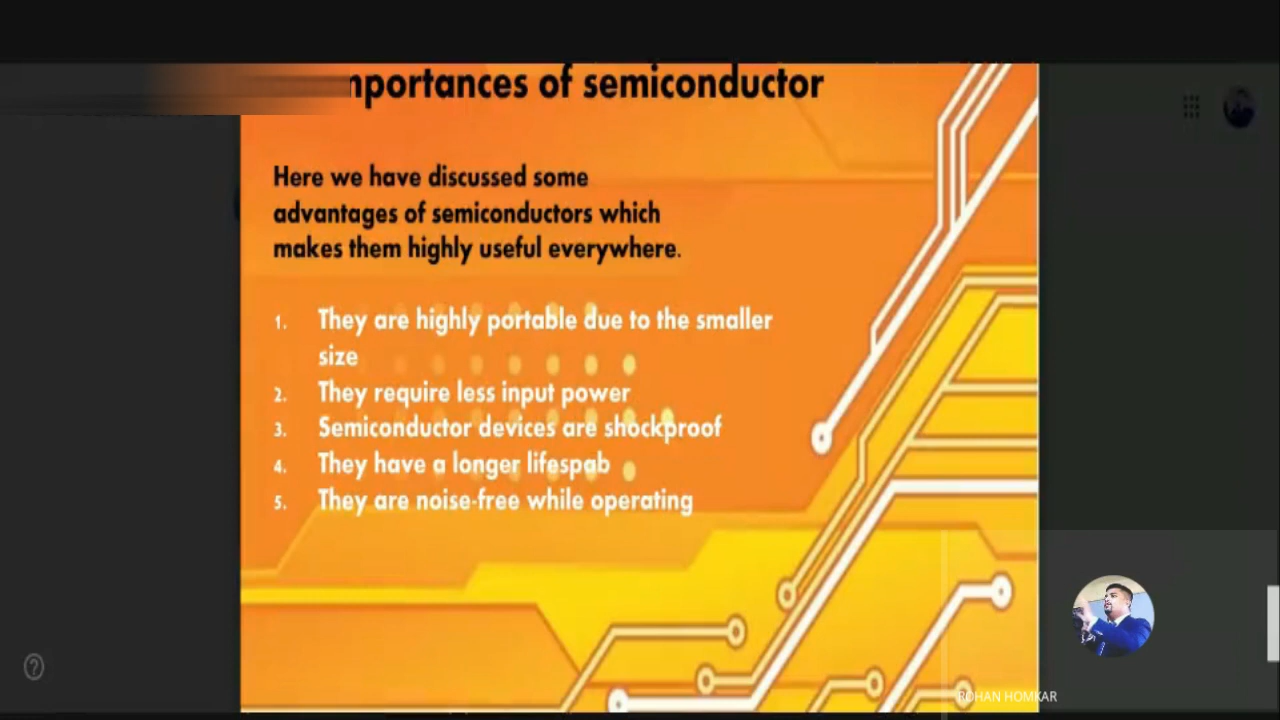 mportances of semiconductor
Here we have discussed some
advantages of semiconductors which
makes them highly useful everywhere.
1. They are highly portable due to the smaller
size
2. They require less input power
3. Semiconductor devices are shockproof
4. They have a longer lifespab
5. They are noise-free while operating
ROHAN HOMKAR